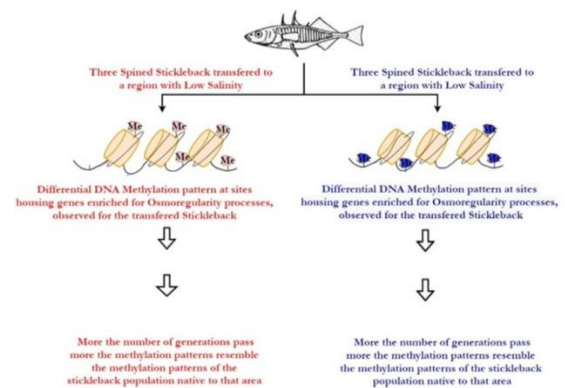 Three Spined Stickleback transfered to
a region with Low Salinity
Three Spined Stickleback transfered to
a region with Low Salinity
Me Me Me
Me Me
Me Me
Me Me Me
Differential DNA Methylation pattern at sites
housing genes enriched for Osmoregularity processes,
observed for the transfered Stickleback
Differential DNA Methylation pattern at sites
housing genes enriched for Osmoregularity processes,
observed for the transfered Stickleback
More the number of generations pass
more the methylation patterns resemble
the methylation patterns of the
stickleback population native to that area
More the number of generations pass
more the methylation patterns resemble
the methylation patterns of the stickleback
population native to that area